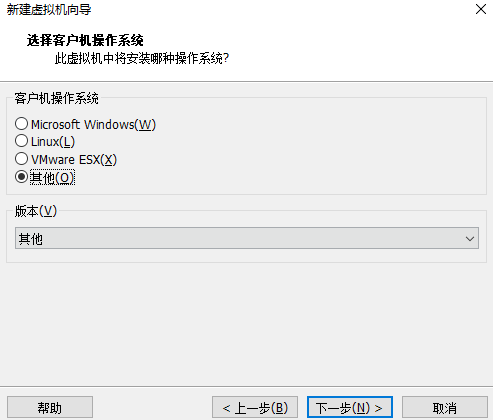 新建虚拟机向导
选择客户机操作系统
此虚拟机中将安装哪种操作系统?
客户机操作系统
Microsoft Windows(W)
Linux(L)
VMware ESX(X)
其他(O)
版本(V)
其他
帮助
< 上一步(B)
下一步(N) >
取消